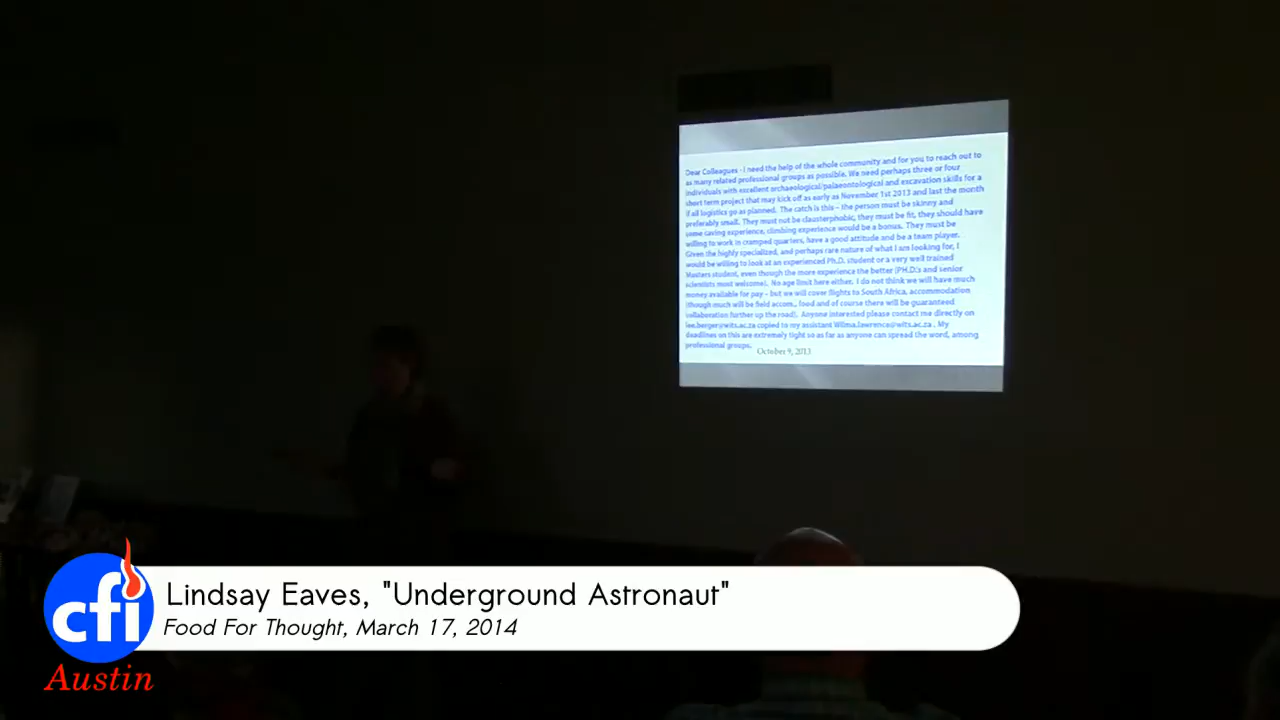 Dear Colleagues - I need the help of the whole community and for you to reach out to
as many related professional groups as possible. We need perhaps three or four
individuals with excellent archaeological/palaeontological and excavation skills for a
short term project that may kick off as early as November 1st 2013 and last the month
if all logistics go as planned. The catch is this – the person must be skinny and
preferably small. They must not be clausterphobic, they must be fit, they should have
some caving experience, climbing experience would be a bonus. They must be
willing to work in cramped quarters, have a good attitude and be a team player.
Given the highly specialized, and perhaps rare nature of what I am looking for, I
would be willing to look at an experienced Ph.D. student or a very well trained
Masters student, even though the more experience the better (PH.D.'s and senior
scientists most welcome). No age limit here either. I do not think we will have much
money available for pay – but we will cover flights to South Africa, accommodation
(though much will be field accom., food and of course there will be guaranteed
collaboration further up the road). Anyone interested please contact me directly on
lee.berger@wits.ac.za copied to my assistant Wilma.lawrence@wits.ac.za . My
deadlines on this are extremely tight so as far as anyone can spread the word, among
professional groups.
October 9, 2013
cfi
Austin
Lindsay Eaves, "Underground Astronaut"
Food For Thought, March 17, 2014